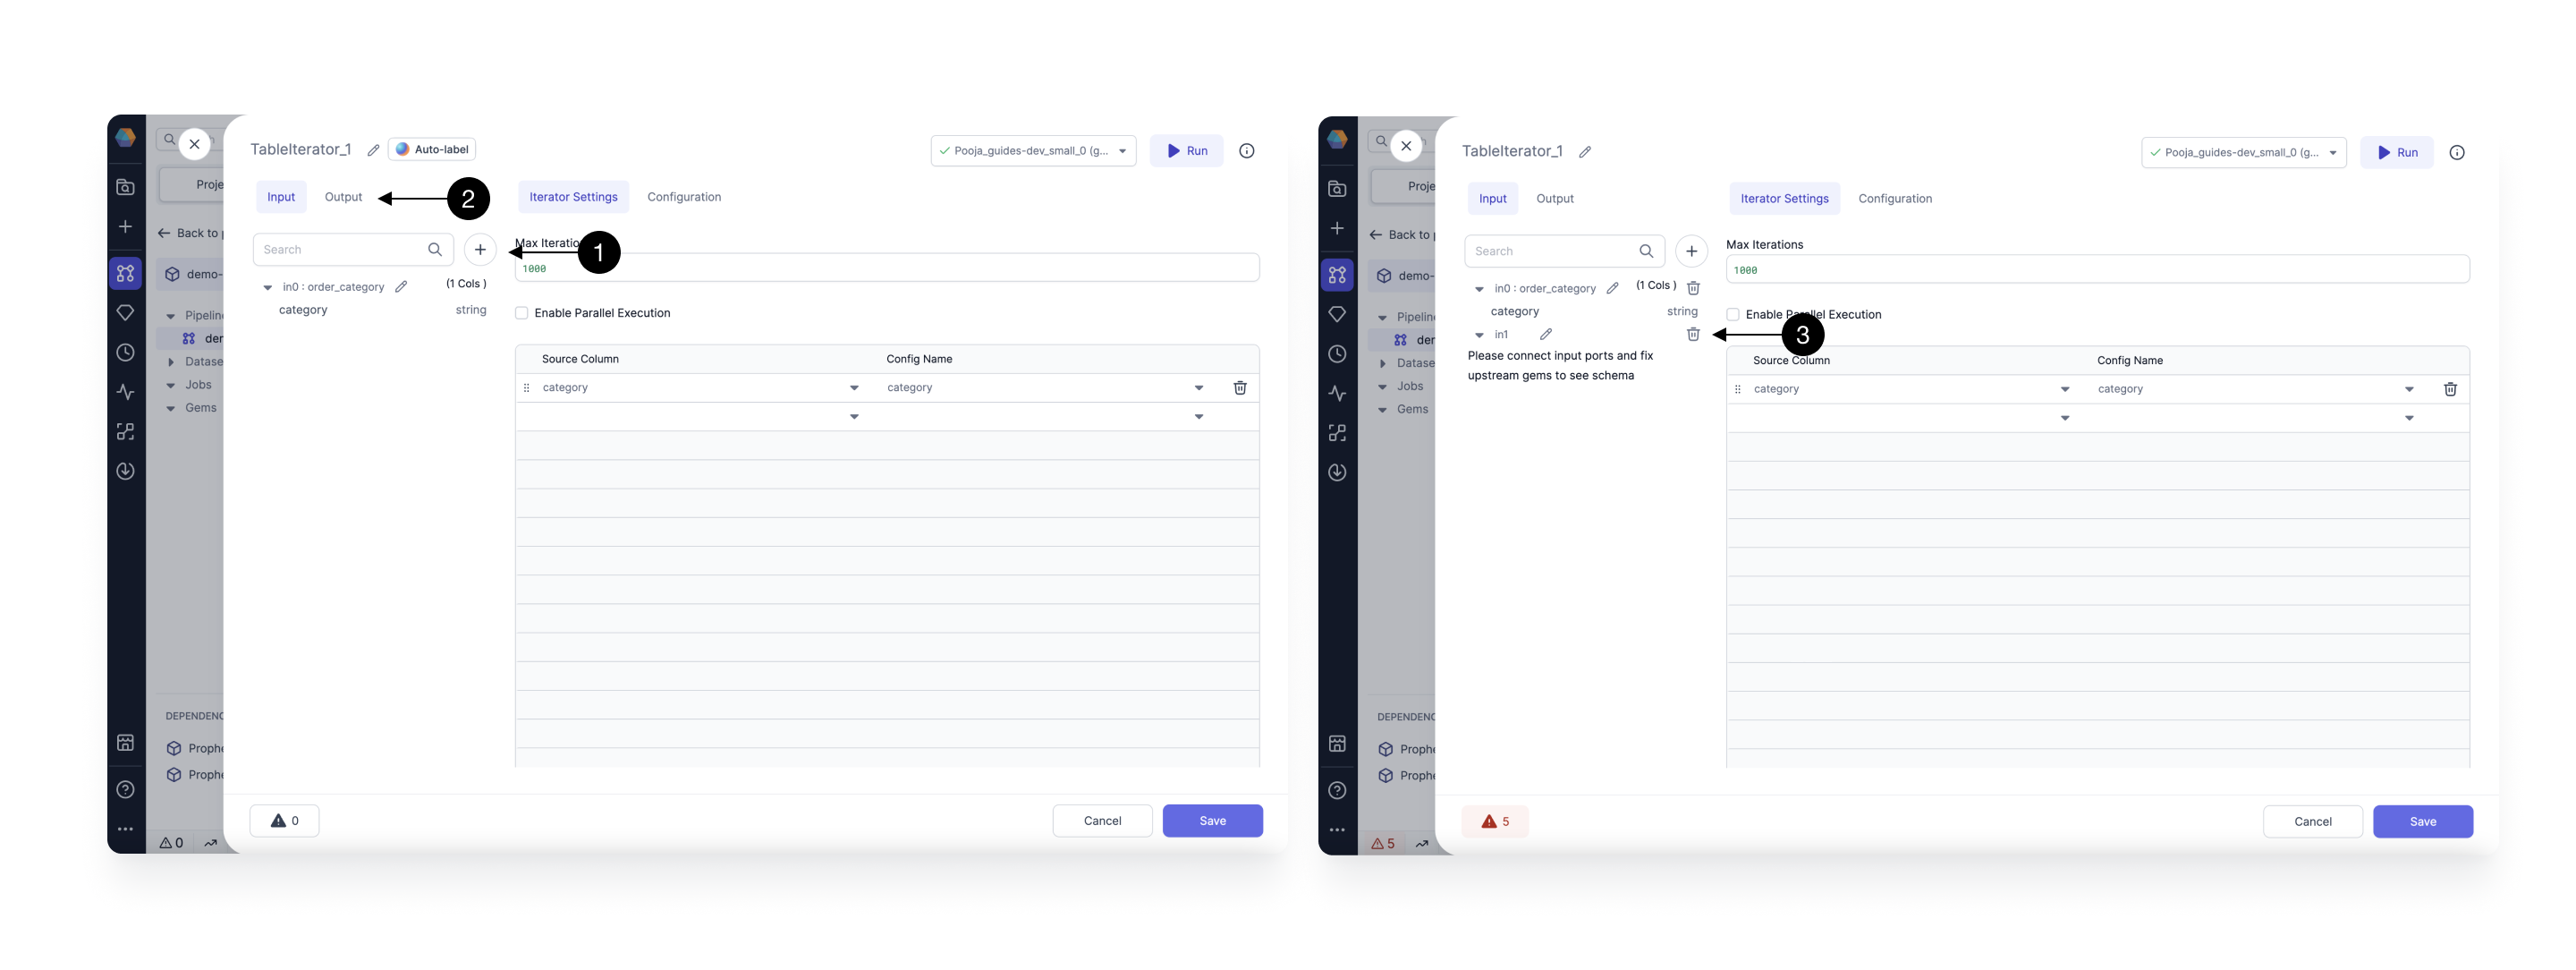 TableIterator_1
Auto-label
Pooja_guides-dev_small_0 (g...
Run
Proje
Input
Output
2
Iterator Settings
Configuration
Back to p
Search
1
Max Iteratio
1000
demo-
in0 : order_category
(1 Cols )
category
string
Enable Parallel Execution
Pipelin
der
Datase
Jobs
Gems
Source Column
Config Name
category
category
DEPENDENC
Prophe
Prophe
0
Cancel
Save
0
TableIterator_1
Pooja_guides-dev_small_0 (g...
Run
Proje
Input
Output
Iterator Settings
Configuration
Back to p
Search
Max Iterations
1000
demo-
in0 : order_category
(1 Cols )
category
string
Enable Parallel Execution
in1
3
Please connect input ports and fix
upstream gems to see schema
Pipelin
der
Datase
Jobs
Gems
Source Column
Config Name
category
category
DEPENDENC
Prophe
Prophe
5
Cancel
Save
5